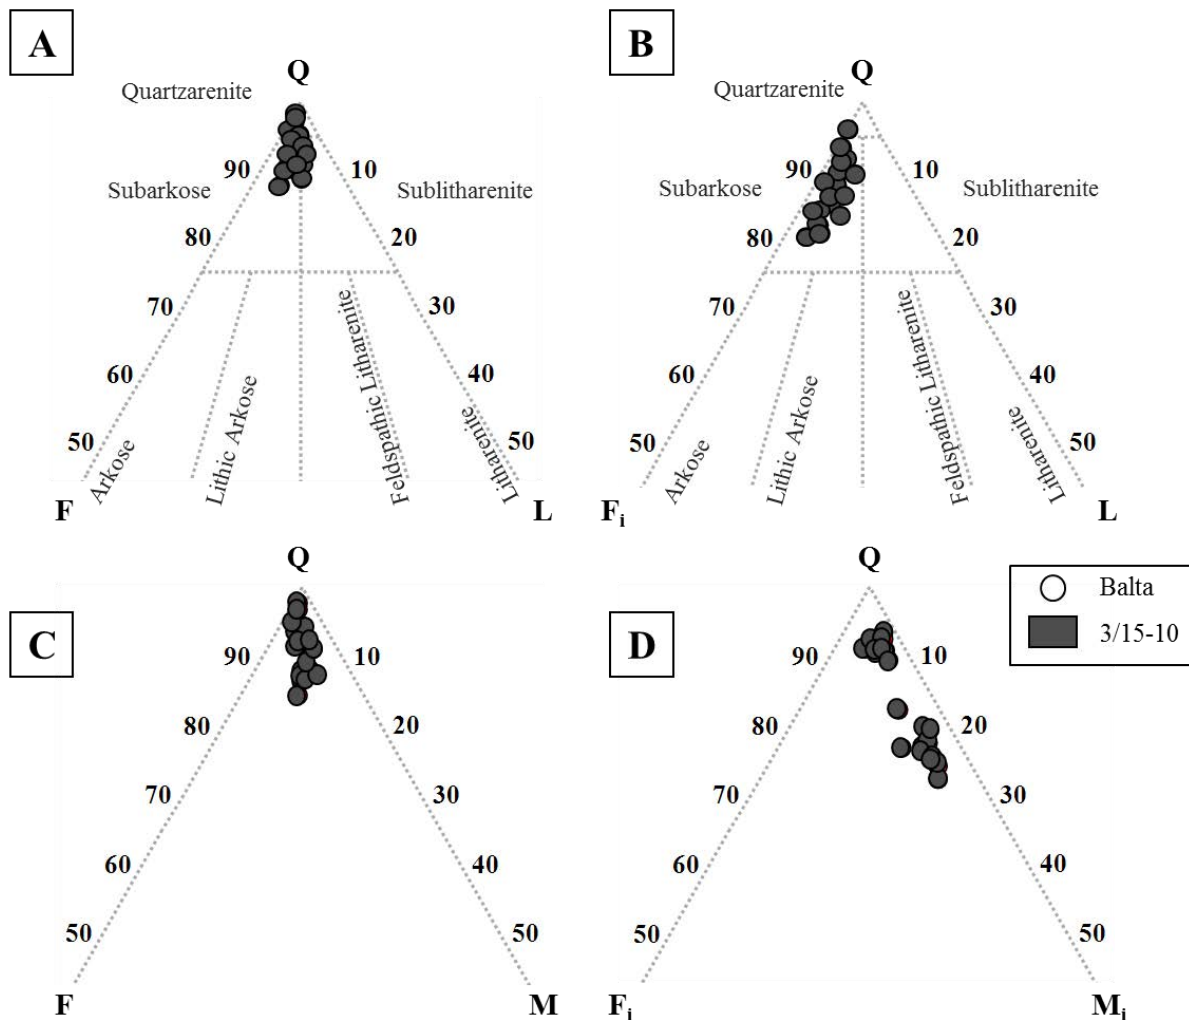 A
B
Q
Q
Quartzarenite
Quartzarenite
90
10
90
10
Subarkose
Sublitharenite
Subarkose
Sublitharenite
80
20
80
20
70
30
70
30
60
40
60
40
50
50
50
50
Arkose
Lithic Arkose
Feldspathic Litharenite
Litharenite
Arkose
Lithic Arkose
Feldspathic Litharenite
Litharenite
F
L
Fᵢ
L
Q
Q
C
D
Balta
3/15-10
90
10
90
10
80
20
80
20
70
30
70
30
60
40
60
40
50
50
50
50
F
M
Fᵢ
Mᵢ